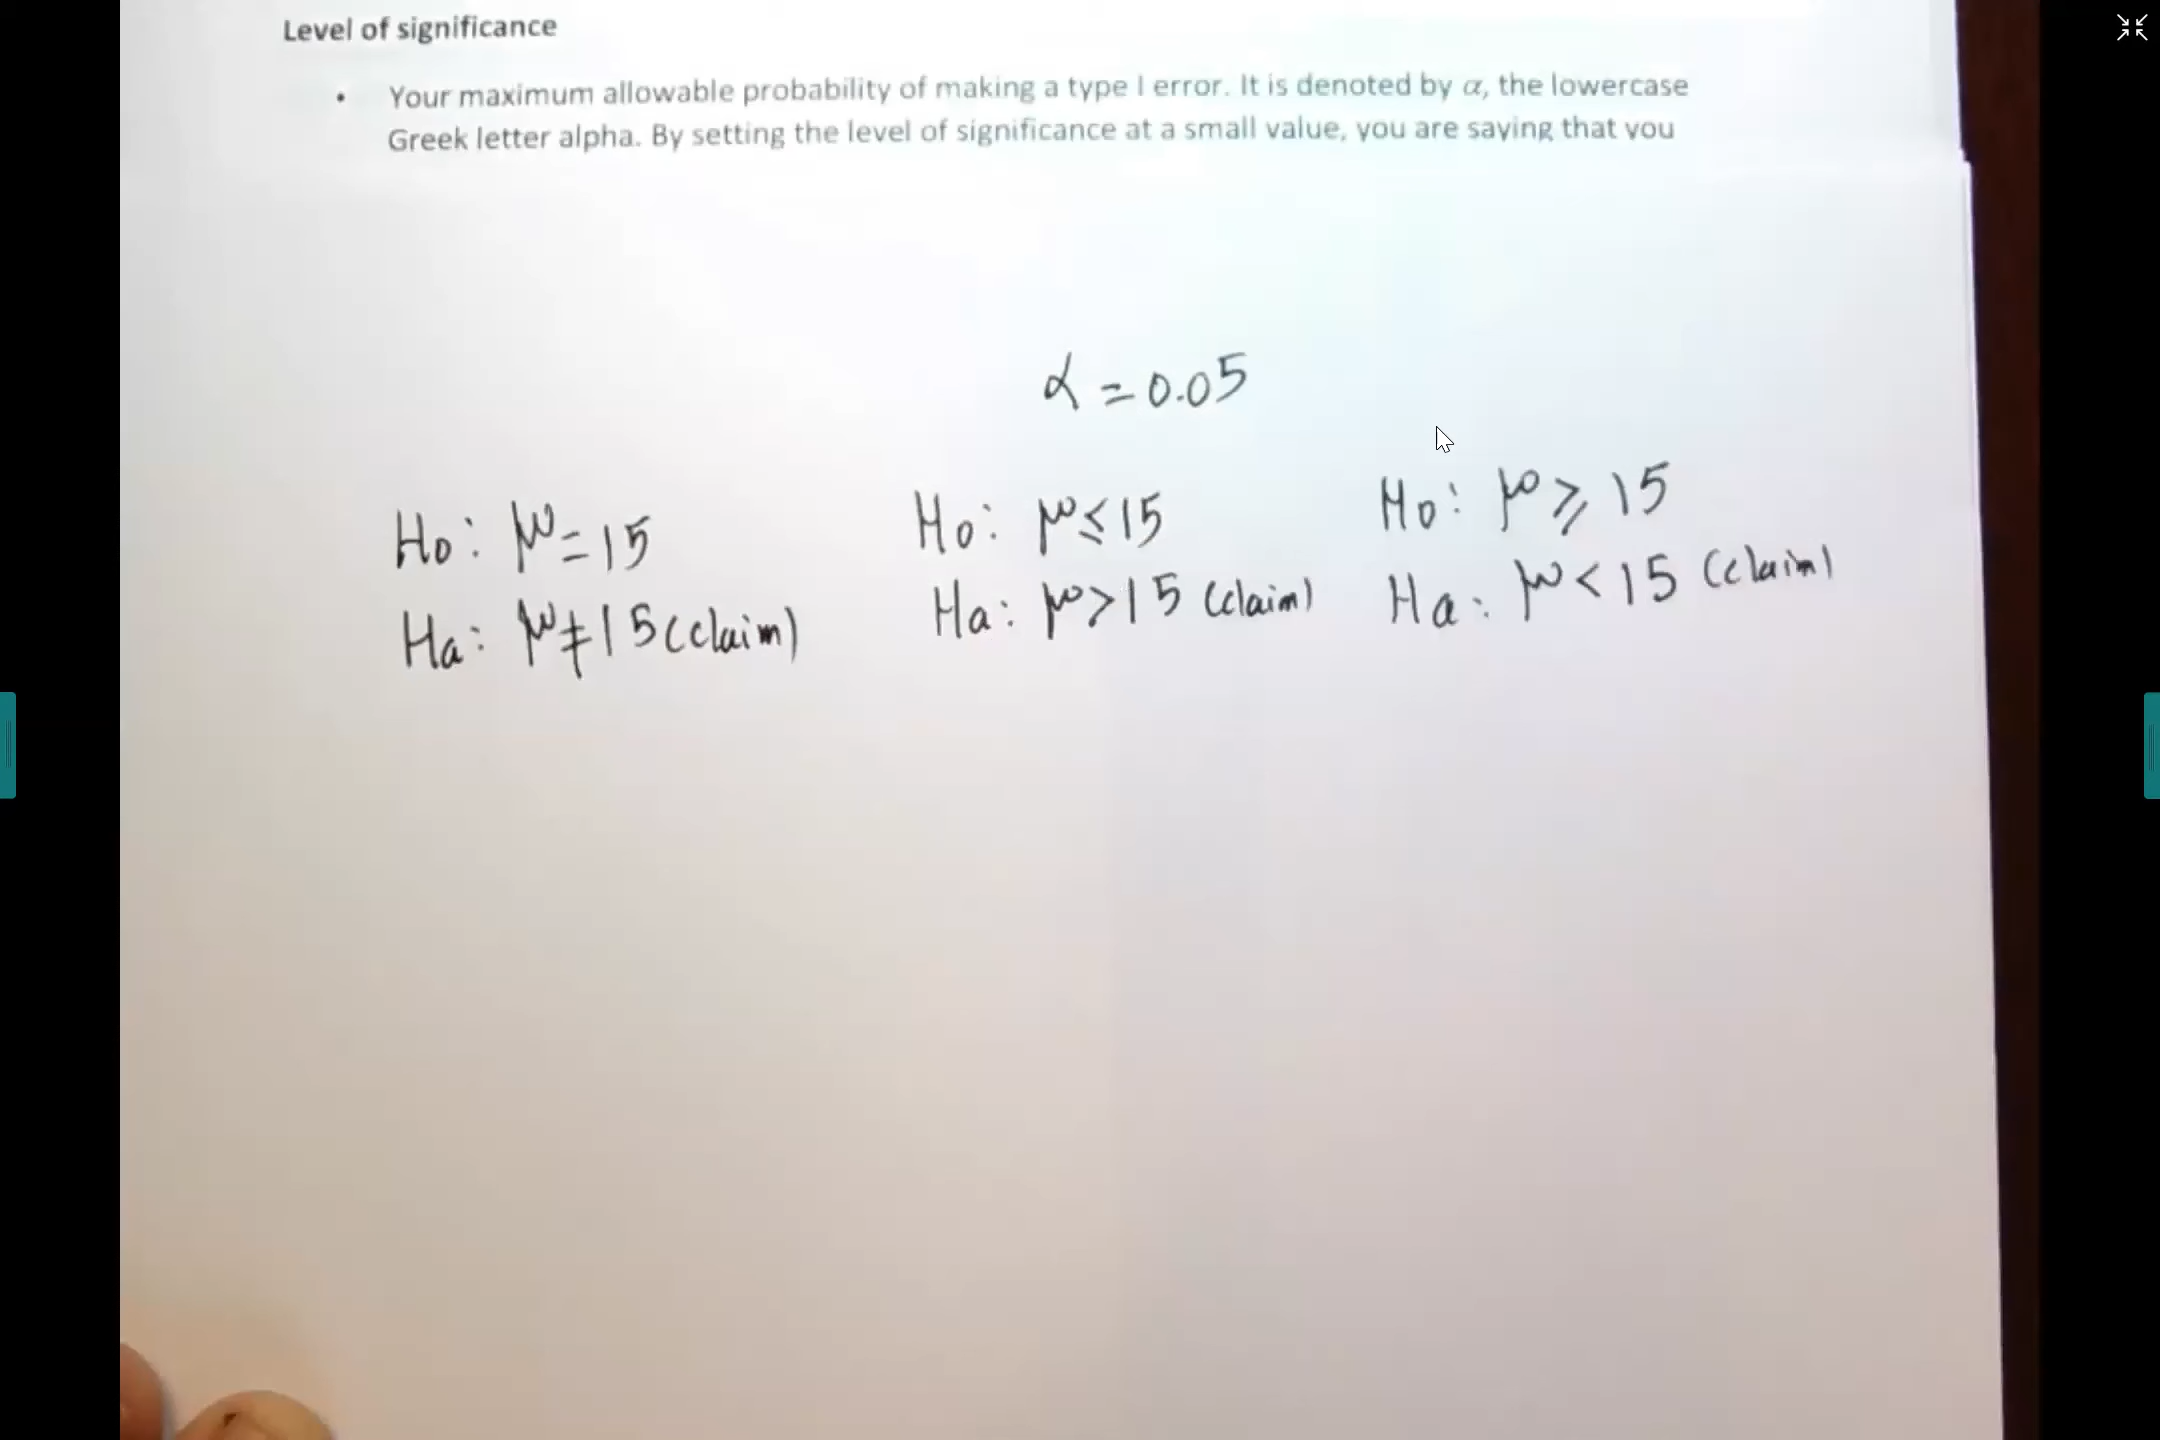 Level of significance
• Your maximum allowable probability of making a type I error. It is denoted by α, the lowercase
Greek letter alpha. By setting the level of significance at a small value, you are saying that you
α = 0.05
Ho: μ = 15
Ha: μ ≠ 15 (claim)
Ho: μ ≤ 15
Ha: μ > 15 (claim)
Ho: μ ≥ 15
Ha: μ < 15 (claim)